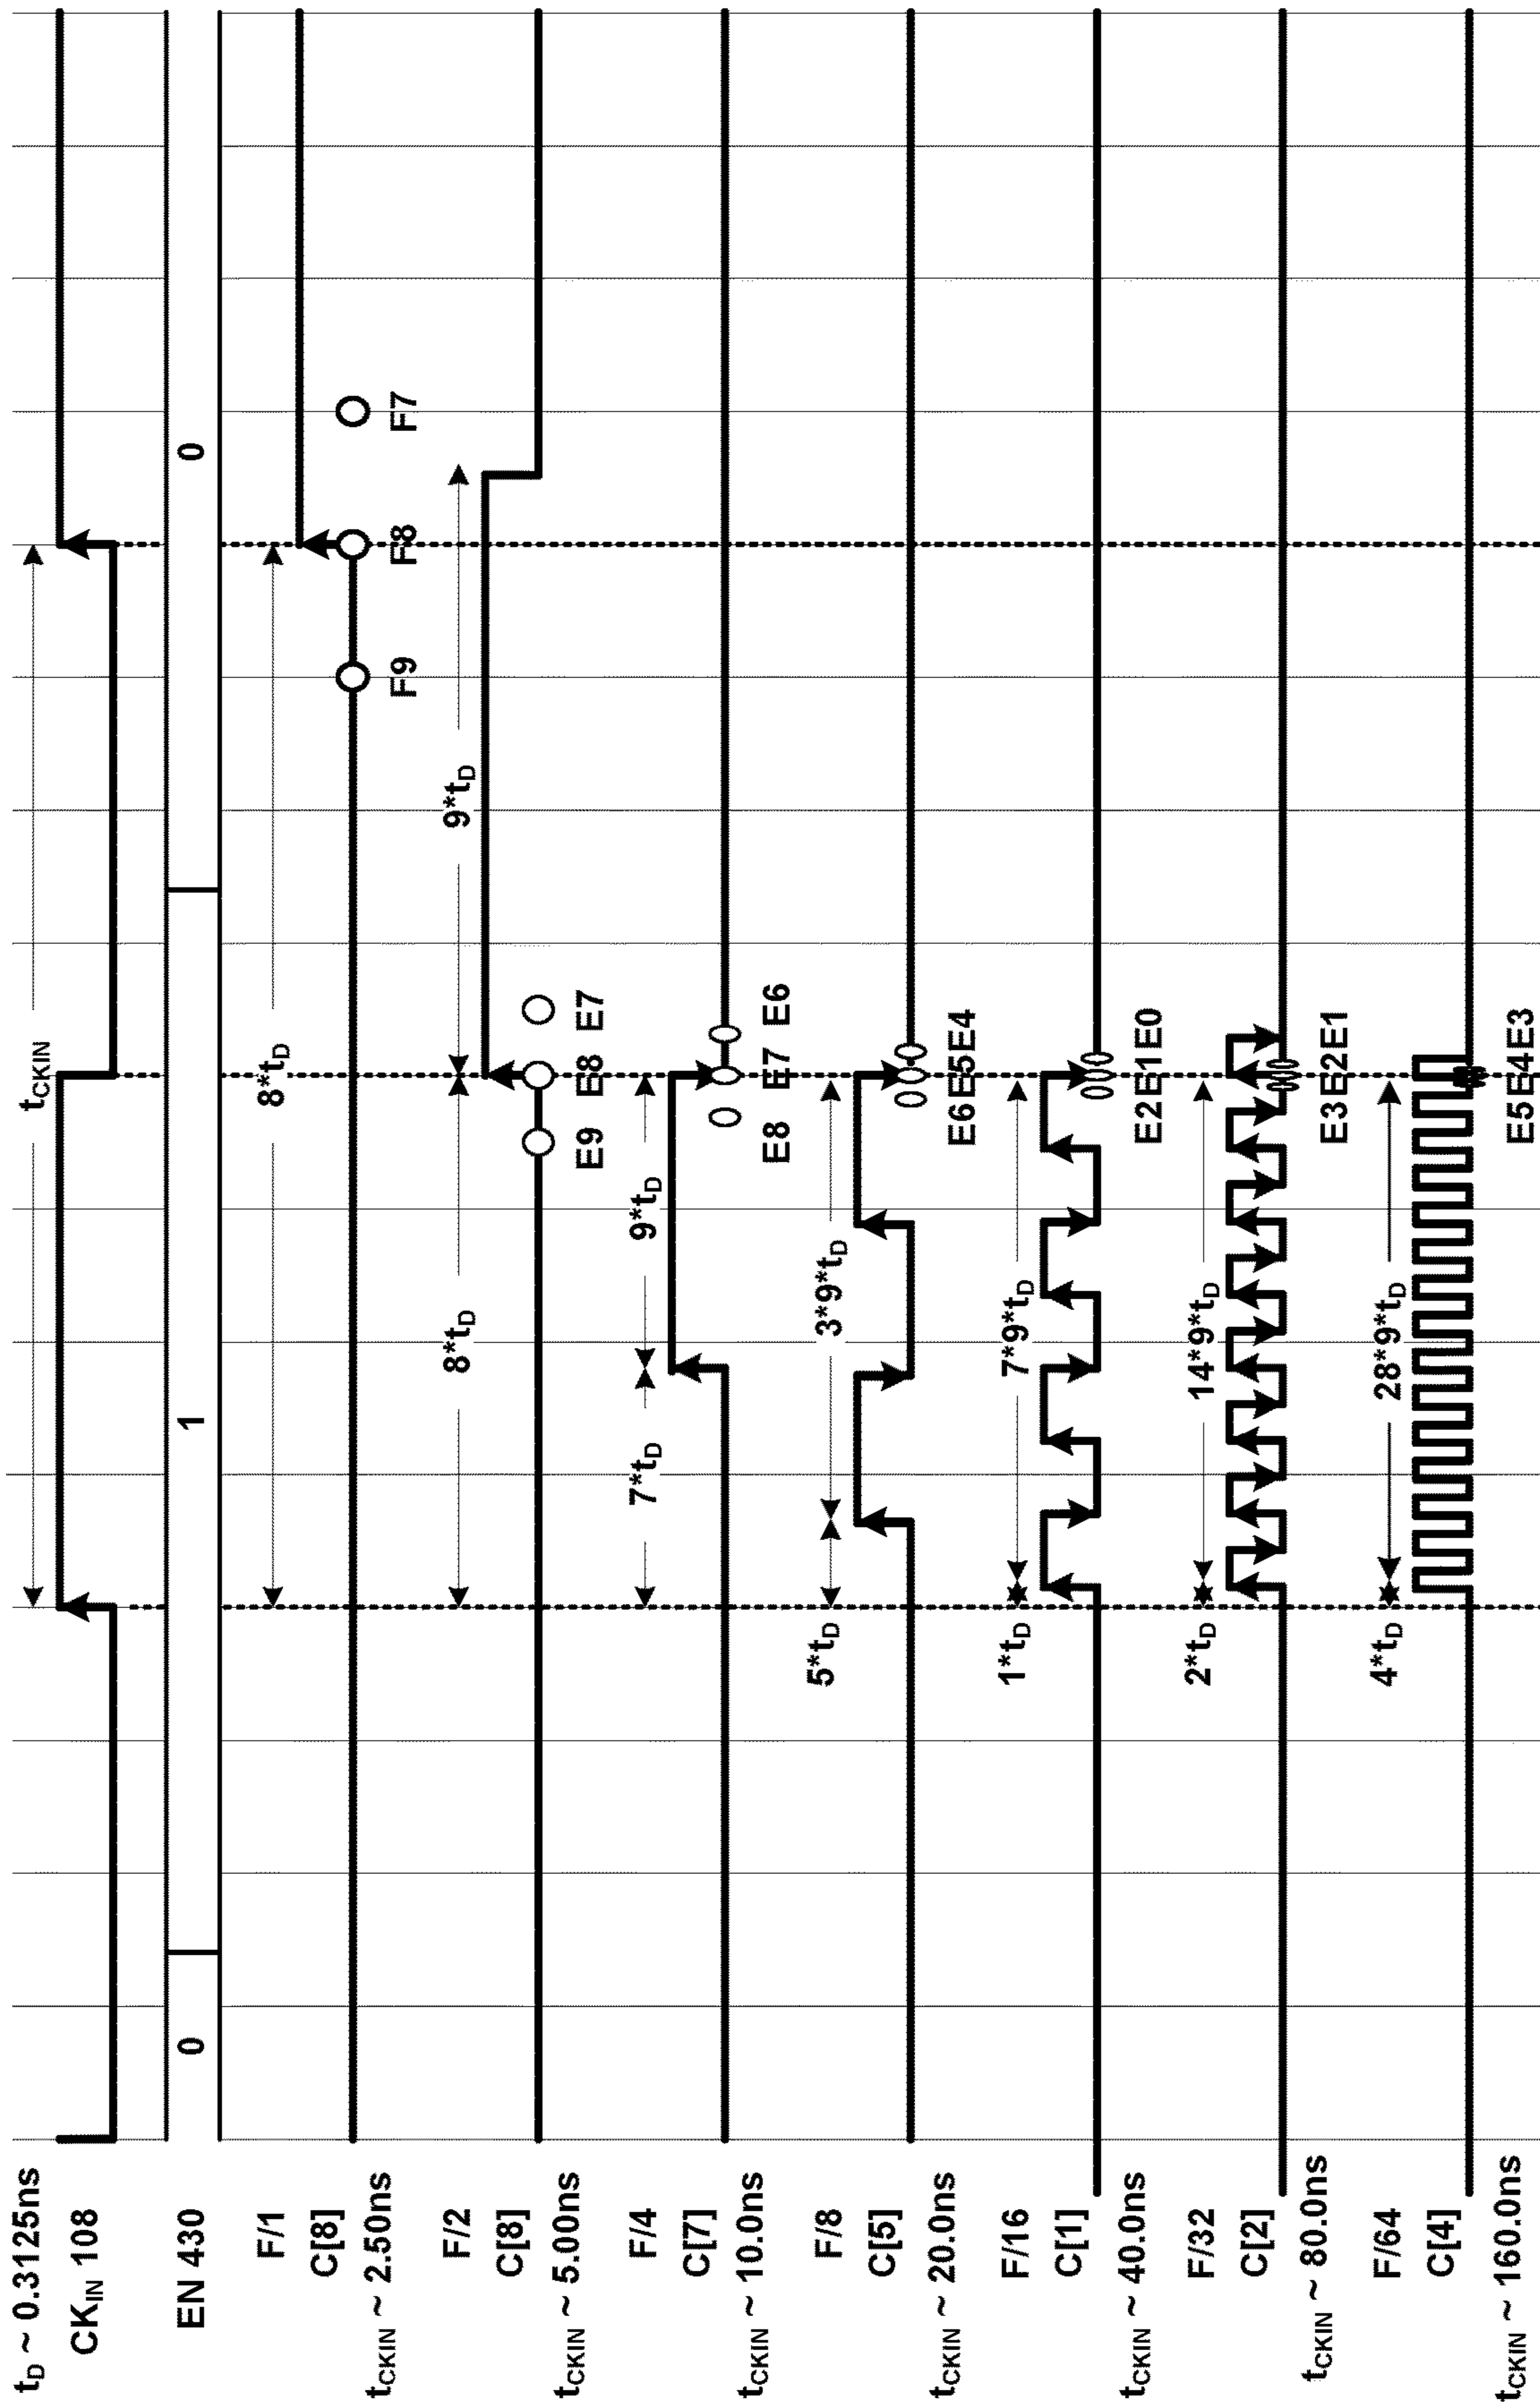 t_D ~ 0.3125ns
t_CKIN
CK_IN 108
EN 430
0
1
0
8*t_D
F/1
C[8]
t_CKIN ~ 2.50ns
F9
F8
F7
8*t_D
9*t_D
F/2
C[8]
t_CKIN ~ 5.00ns
E9
E8
E7
7*t_D
9*t_D
F/4
C[7]
t_CKIN ~ 10.0ns
E8
E7
E6
5*t_D
3*9*t_D
F/8
C[5]
t_CKIN ~ 20.0ns
E6E5E4
1*t_D
7*9*t_D
F/16
C[1]
t_CKIN ~ 40.0ns
E2E1E0
2*t_D
14*9*t_D
F/32
C[2]
t_CKIN ~ 80.0ns
E3E2E1
4*t_D
28*9*t_D
F/64
C[4]
t_CKIN ~ 160.0ns
E5E4E3